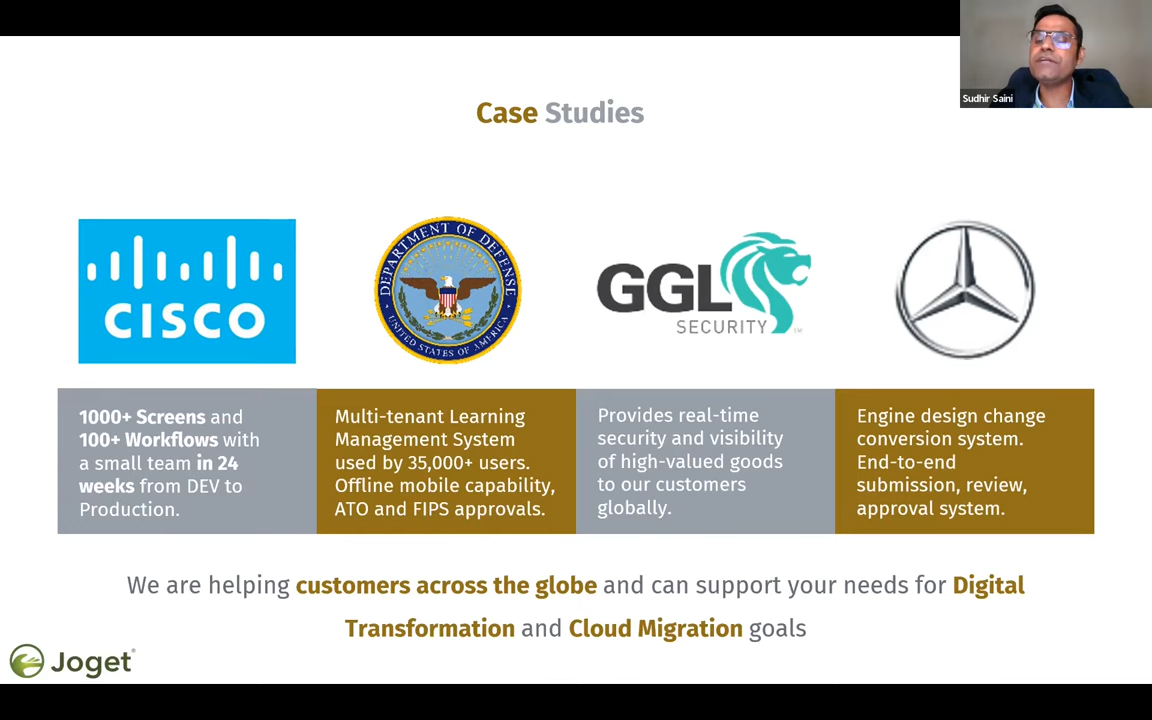 Sudhir Saini
Case Studies
CISCO
DEPARTMENT OF DEFENSE
UNITED STATES OF AMERICA
GGL
SECURITY™
1000+ Screens and
100+ Workflows with
a small team in 24
weeks from DEV to
Production.
Multi-tenant Learning
Management System
used by 35,000+ users.
Offline mobile capability,
ATO and FIPS approvals.
Provides real-time
security and visibility
of high-valued goods
to our customers
globally.
Engine design change
conversion system.
End-to-end
submission, review,
approval system.
We are helping customers across the globe and can support your needs for Digital
Transformation and Cloud Migration goals
Joget®